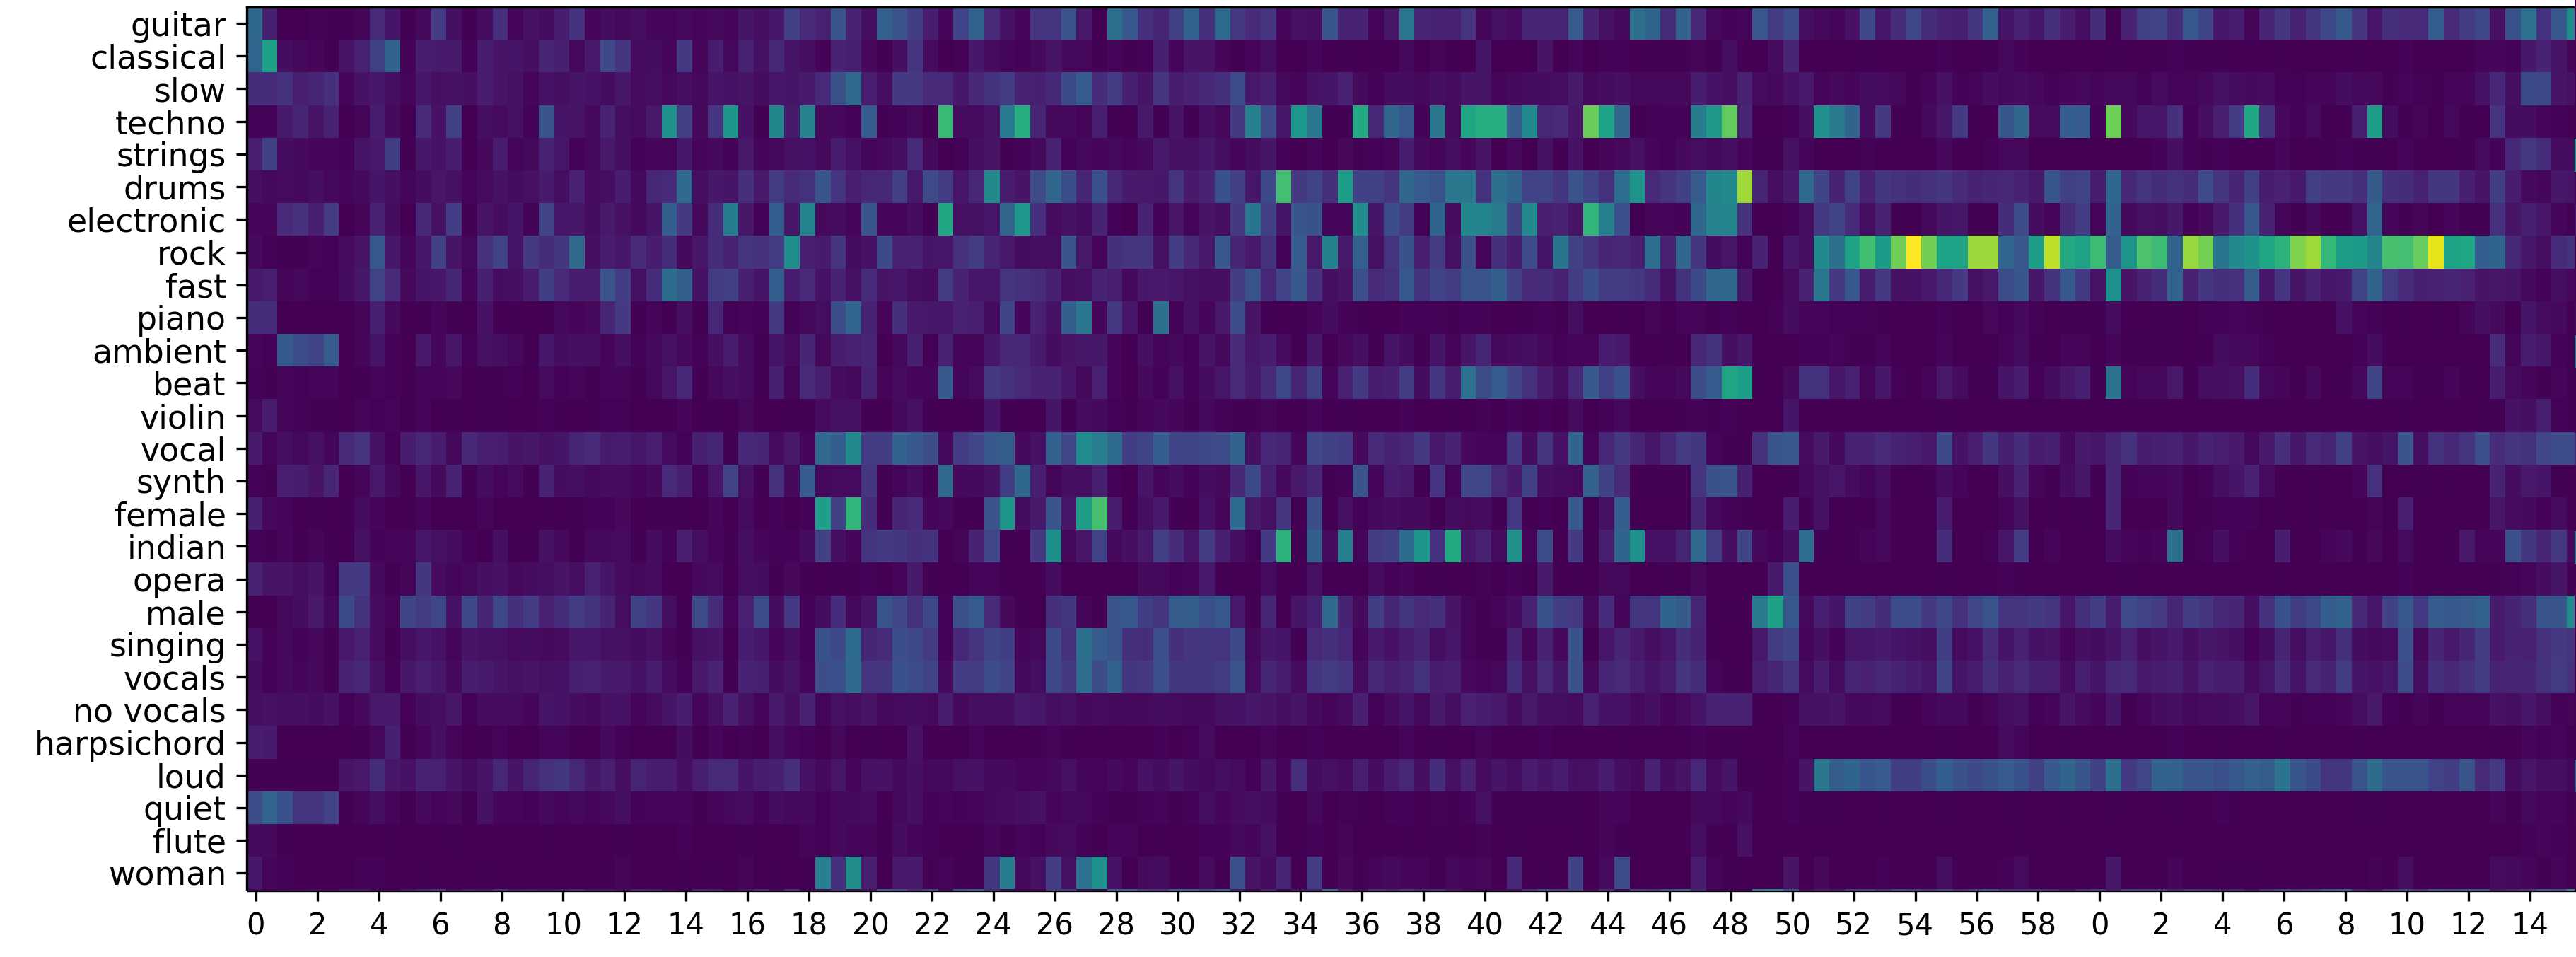 guitar
classical
slow
techno
strings
drums
electronic
rock
fast
piano
ambient
beat
violin
vocal
synth
female
indian
opera
male
singing
vocals
no vocals
harpsichord
loud
quiet
flute
woman
0 2 4 6 8 10 12 14 16 18 20 22 24 26 28 30 32 34 36 38 40 42 44 46 48 50 52 54 56 58 0 2 4 6 8 10 12 14